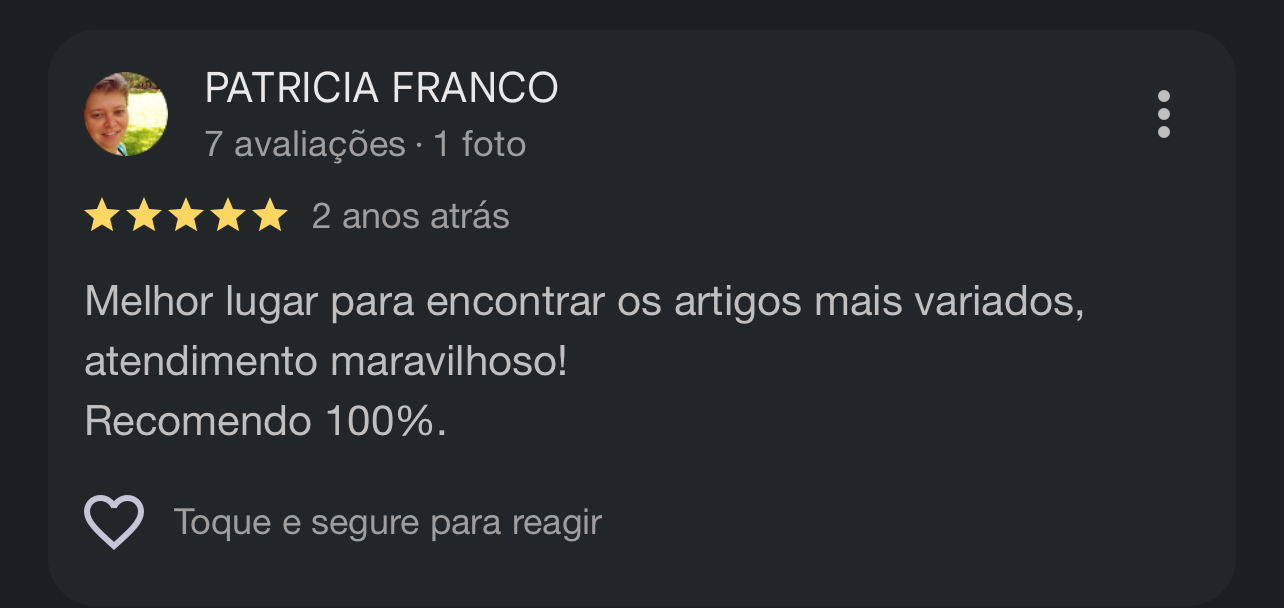 PATRICIA FRANCO
7 avaliações · 1 foto
2 anos atrás
Melhor lugar para encontrar os artigos mais variados,
atendimento maravilhoso!
Recomendo 100%.
Toque e segure para reagir